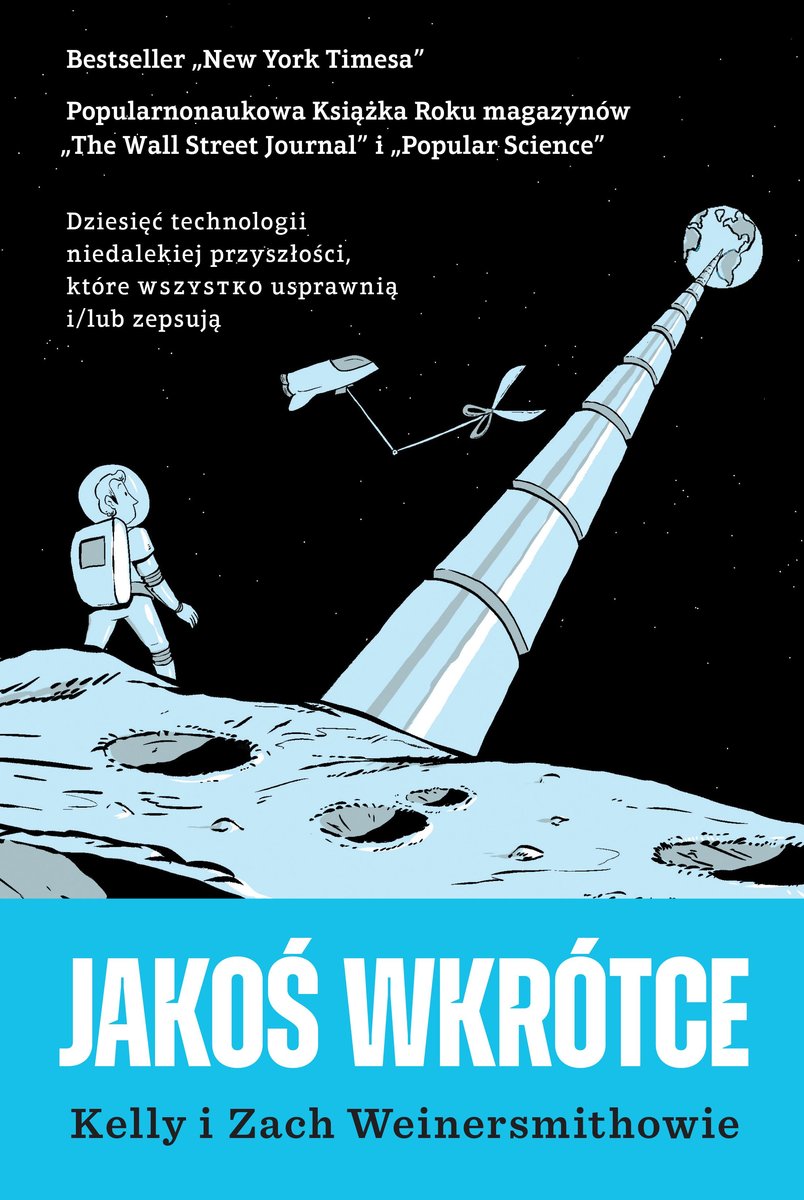 Bestseller „New York Timesa”
Popularnonaukowa Książka Roku magazynów
„The Wall Street Journal” i „Popular Science”
Dziesięć technologii
niedalekiej przyszłości,
które WSZYSTKO usprawnią
i/lub zepsują
JAKOŚ WKRÓTCE
Kelly i Zach Weinersmithowie